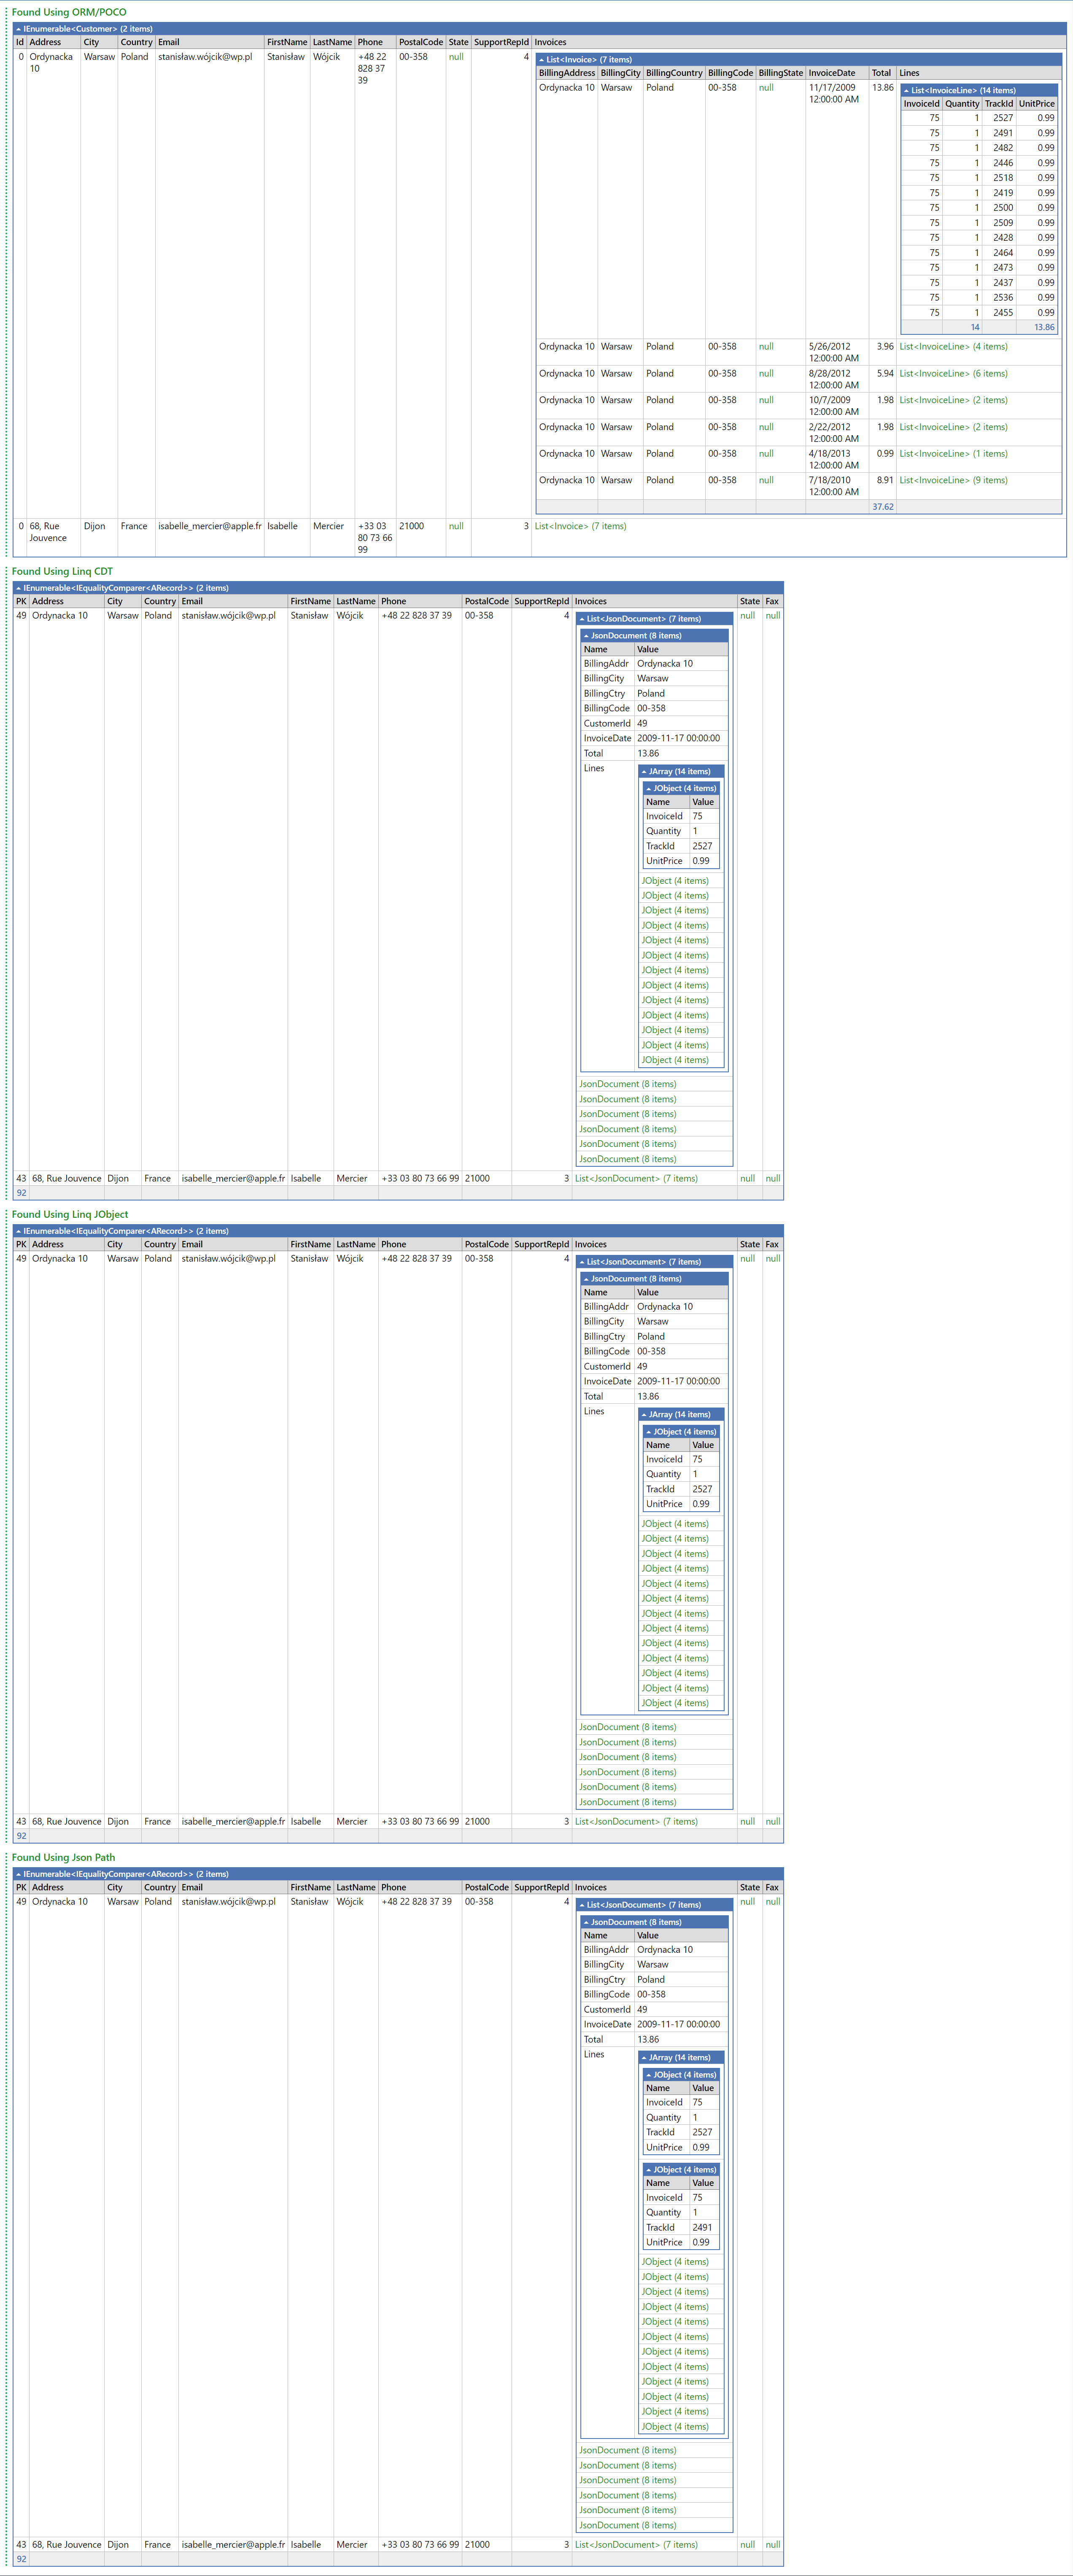 Found Using ORM/POCO
IEnumerable<Customer> (2 items)
Id Address City Country Email FirstName LastName Phone PostalCode State SupportRepId Invoices
0 Ordynacka 10 Warsaw Poland stanisław.wójcik@wp.pl Stanisław Wójcik +48 22 828 37 39 00-358 null 4
List<Invoice> (7 items)
BillingAddress BillingCity BillingCountry BillingCode BillingState InvoiceDate Total Lines
Ordynacka 10 Warsaw Poland 00-358 null 11/17/2009 12:00:00 AM 13.86
List<InvoiceLine> (14 items)
InvoiceId Quantity TrackId UnitPrice
75 1 2527 0.99
75 1 2491 0.99
75 1 2482 0.99
75 1 2446 0.99
75 1 2518 0.99
75 1 2419 0.99
75 1 2500 0.99
75 1 2509 0.99
75 1 2428 0.99
75 1 2464 0.99
75 1 2473 0.99
75 1 2437 0.99
75 1 2536 0.99
75 1 2455 0.99
14 13.86
Ordynacka 10 Warsaw Poland 00-358 null 5/26/2012 12:00:00 AM 3.96 List<InvoiceLine> (4 items)
Ordynacka 10 Warsaw Poland 00-358 null 8/28/2012 12:00:00 AM 5.94 List<InvoiceLine> (6 items)
Ordynacka 10 Warsaw Poland 00-358 null 10/7/2009 12:00:00 AM 1.98 List<InvoiceLine> (2 items)
Ordynacka 10 Warsaw Poland 00-358 null 2/22/2012 12:00:00 AM 1.98 List<InvoiceLine> (2 items)
Ordynacka 10 Warsaw Poland 00-358 null 4/18/2013 12:00:00 AM 0.99 List<InvoiceLine> (1 items)
Ordynacka 10 Warsaw Poland 00-358 null 7/18/2010 12:00:00 AM 8.91 List<InvoiceLine> (9 items)
37.62
0 68, Rue Jouvence Dijon France isabelle_mercier@apple.fr Isabelle Mercier +33 03 80 73 66 99 21000 null 3 List<Invoice> (7 items)
Found Using Linq CDT
IEnumerable<IEqualityComparer<ARecord>> (2 items)
PK Address City Country Email FirstName LastName Phone PostalCode SupportRepId Invoices State Fax
49 Ordynacka 10 Warsaw Poland stanisław.wójcik@wp.pl Stanisław Wójcik +48 22 828 37 39 00-358 4 null null
List<JsonDocument> (7 items)
JsonDocument (8 items)
Name Value
BillingAddr Ordynacka 10
BillingCity Warsaw
BillingCtry Poland
BillingCode 00-358
CustomerId 49
InvoiceDate 2009-11-17 00:00:00
Total 13.86
Lines
JArray (14 items)
JObject (4 items)
Name Value
InvoiceId 75
Quantity 1
TrackId 2527
UnitPrice 0.99
JObject (4 items)
JObject (4 items)
JObject (4 items)
JObject (4 items)
JObject (4 items)
JObject (4 items)
JObject (4 items)
JObject (4 items)
JObject (4 items)
JObject (4 items)
JObject (4 items)
JObject (4 items)
JObject (4 items)
JsonDocument (8 items)
JsonDocument (8 items)
JsonDocument (8 items)
JsonDocument (8 items)
JsonDocument (8 items)
JsonDocument (8 items)
43 68, Rue Jouvence Dijon France isabelle_mercier@apple.fr Isabelle Mercier +33 03 80 73 66 99 21000 3 List<JsonDocument> (7 items) null null
92
Found Using Linq JObject
IEnumerable<IEqualityComparer<ARecord>> (2 items)
PK Address City Country Email FirstName LastName Phone PostalCode SupportRepId Invoices State Fax
49 Ordynacka 10 Warsaw Poland stanisław.wójcik@wp.pl Stanisław Wójcik +48 22 828 37 39 00-358 4 null null
List<JsonDocument> (7 items)
JsonDocument (8 items)
Name Value
BillingAddr Ordynacka 10
BillingCity Warsaw
BillingCtry Poland
BillingCode 00-358
CustomerId 49
InvoiceDate 2009-11-17 00:00:00
Total 13.86
Lines
JArray (14 items)
JObject (4 items)
Name Value
InvoiceId 75
Quantity 1
TrackId 2527
UnitPrice 0.99
JObject (4 items)
JObject (4 items)
JObject (4 items)
JObject (4 items)
JObject (4 items)
JObject (4 items)
JObject (4 items)
JObject (4 items)
JObject (4 items)
JObject (4 items)
JObject (4 items)
JObject (4 items)
JObject (4 items)
JsonDocument (8 items)
JsonDocument (8 items)
JsonDocument (8 items)
JsonDocument (8 items)
JsonDocument (8 items)
JsonDocument (8 items)
43 68, Rue Jouvence Dijon France isabelle_mercier@apple.fr Isabelle Mercier +33 03 80 73 66 99 21000 3 List<JsonDocument> (7 items) null null
92
Found Using Json Path
IEnumerable<IEqualityComparer<ARecord>> (2 items)
PK Address City Country Email FirstName LastName Phone PostalCode SupportRepId Invoices State Fax
49 Ordynacka 10 Warsaw Poland stanisław.wójcik@wp.pl Stanisław Wójcik +48 22 828 37 39 00-358 4 null null
List<JsonDocument> (7 items)
JsonDocument (8 items)
Name Value
BillingAddr Ordynacka 10
BillingCity Warsaw
BillingCtry Poland
BillingCode 00-358
CustomerId 49
InvoiceDate 2009-11-17 00:00:00
Total 13.86
Lines
JArray (14 items)
JObject (4 items)
Name Value
InvoiceId 75
Quantity 1
TrackId 2527
UnitPrice 0.99
JObject (4 items)
Name Value
InvoiceId 75
Quantity 1
TrackId 2491
UnitPrice 0.99
JObject (4 items)
JObject (4 items)
JObject (4 items)
JObject (4 items)
JObject (4 items)
JObject (4 items)
JObject (4 items)
JObject (4 items)
JObject (4 items)
JObject (4 items)
JObject (4 items)
JObject (4 items)
JsonDocument (8 items)
JsonDocument (8 items)
JsonDocument (8 items)
JsonDocument (8 items)
JsonDocument (8 items)
JsonDocument (8 items)
43 68, Rue Jouvence Dijon France isabelle_mercier@apple.fr Isabelle Mercier +33 03 80 73 66 99 21000 3 List<JsonDocument> (7 items) null null
92